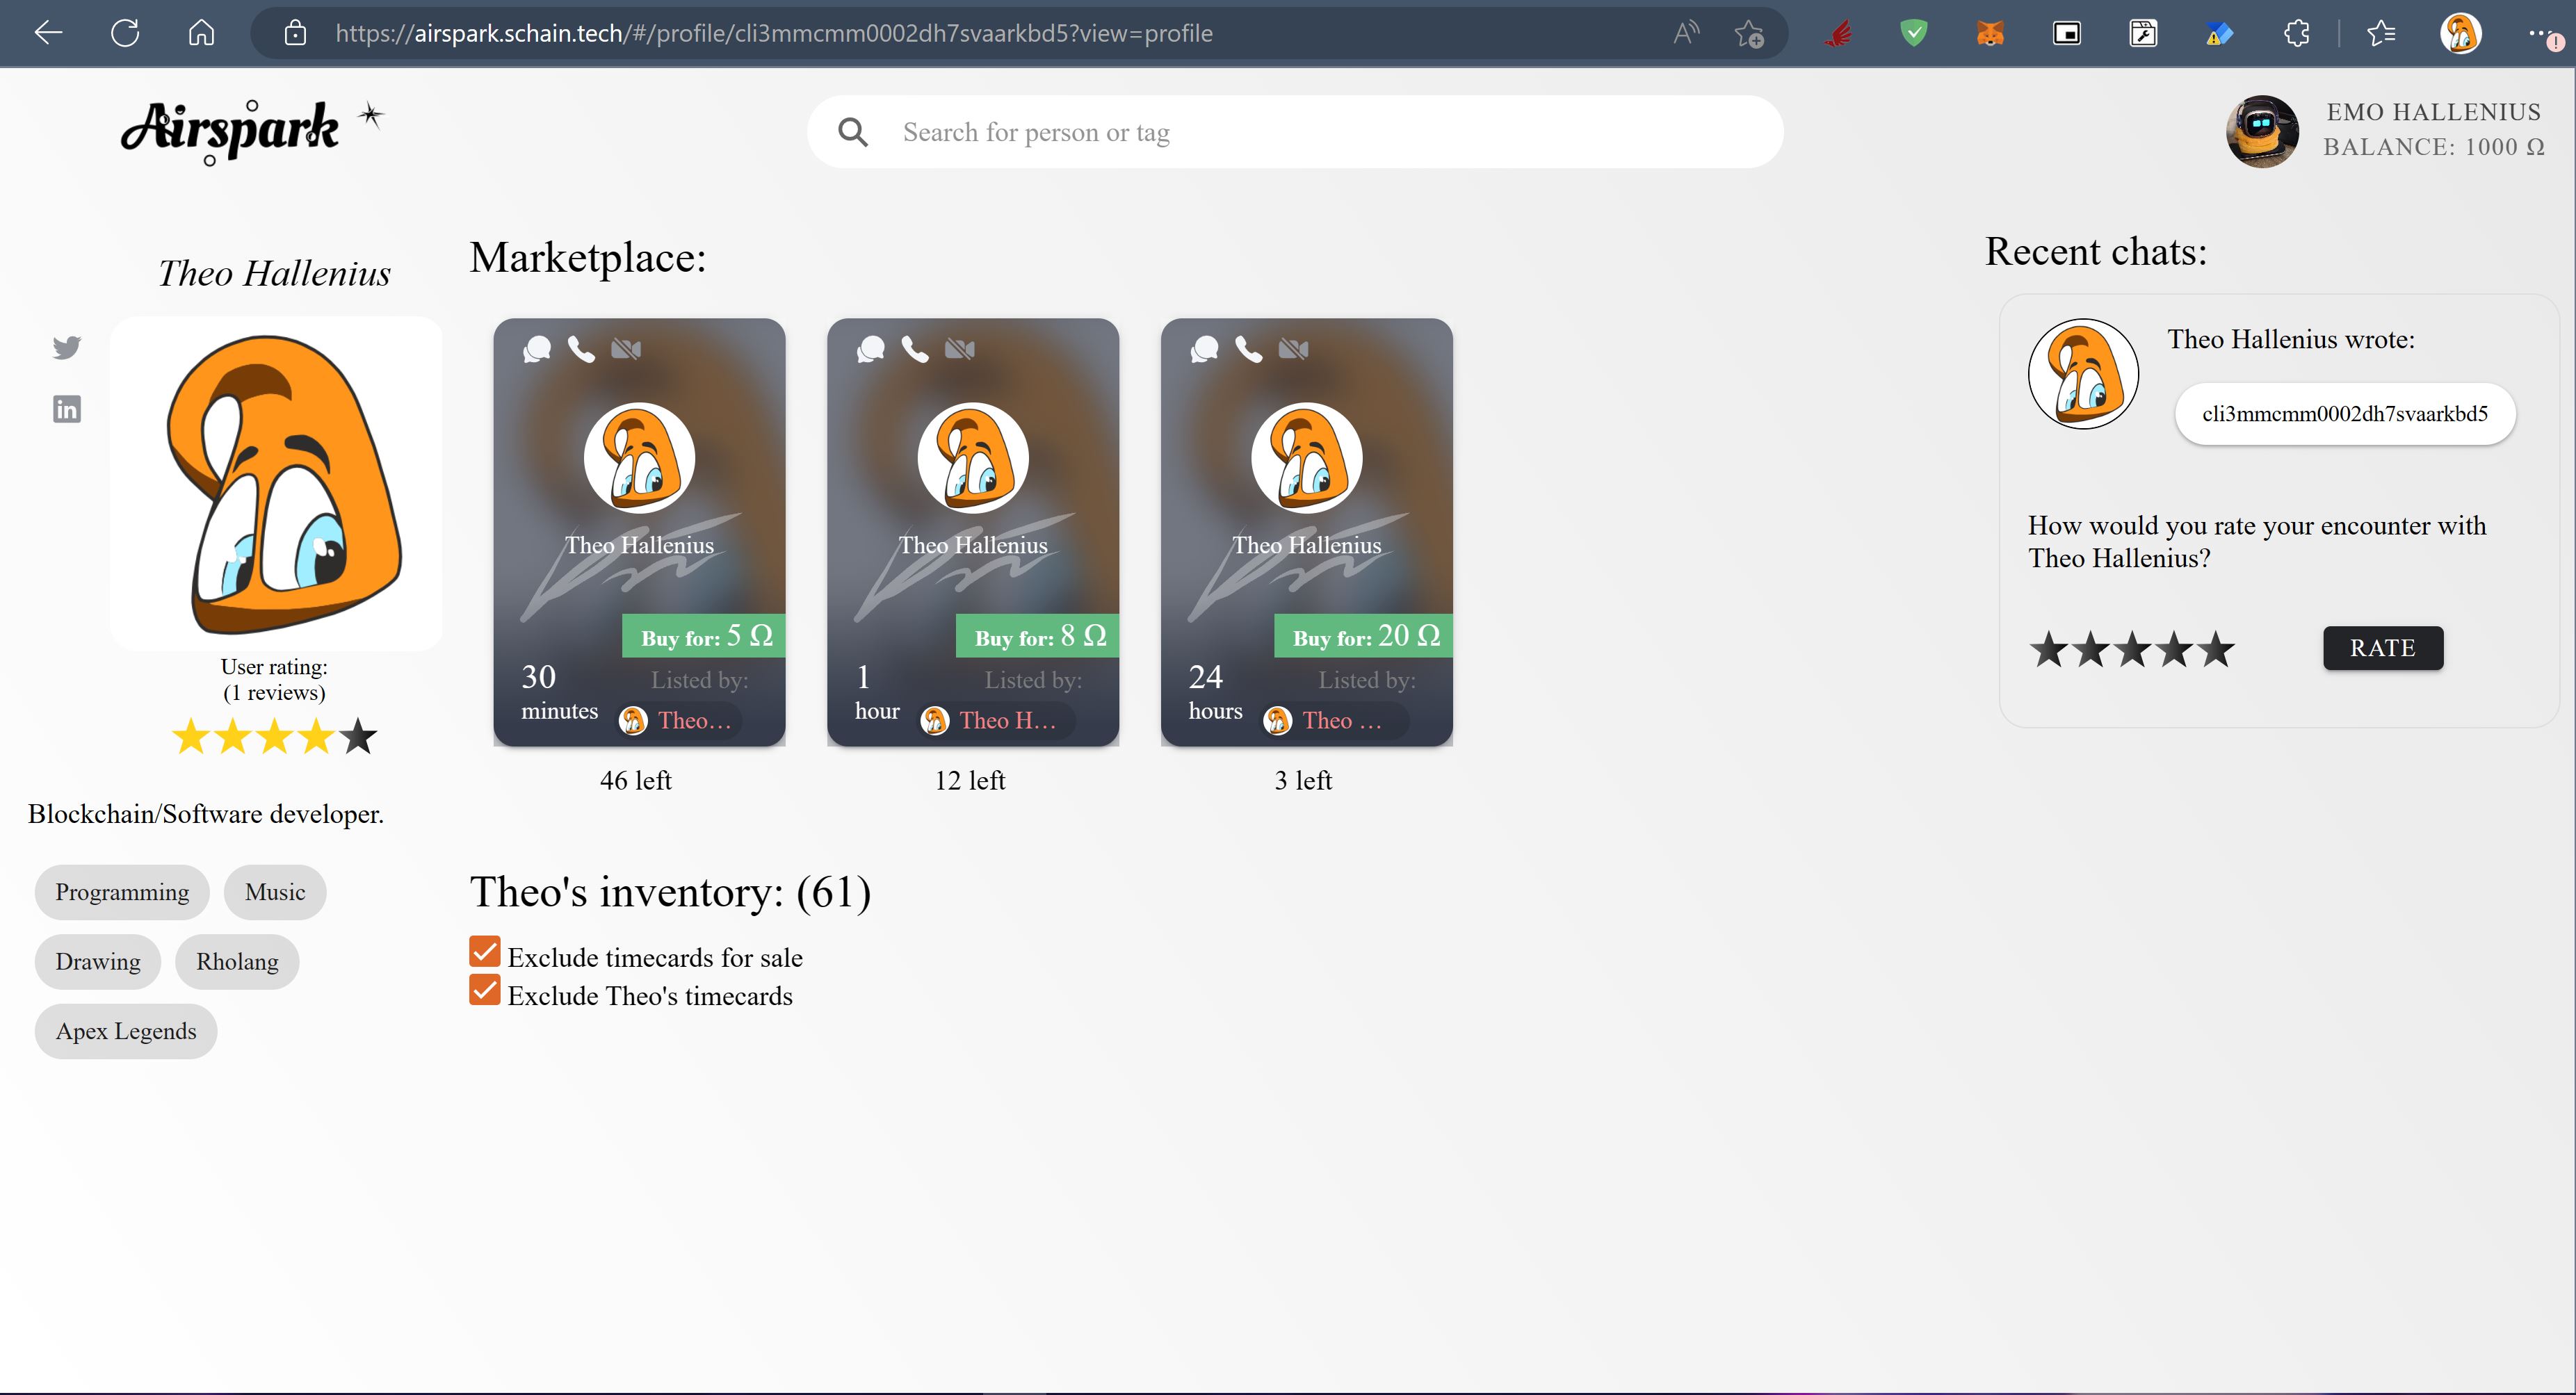 https://airspark.schain.tech/#/profile/cli3mmcmm0002dh7svaarkbd5?view=profile
Airspark
Search for person or tag
EMO HALLENIUS
BALANCE: 1000 Ω
Theo Hallenius
User rating:
(1 reviews)
Blockchain/Software developer.
Programming
Music
Drawing
Rholang
Apex Legends
Marketplace:
Theo Hallenius
Buy for: 5 Ω
30
minutes
Listed by:
Theo...
46 left
Theo Hallenius
Buy for: 8 Ω
1
hour
Listed by:
Theo H...
12 left
Theo Hallenius
Buy for: 20 Ω
24
hours
Listed by:
Theo ...
3 left
Theo's inventory: (61)
Exclude timecards for sale
Exclude Theo's timecards
Recent chats:
Theo Hallenius wrote:
cli3mmcmm0002dh7svaarkbd5
How would you rate your encounter with
Theo Hallenius?
RATE